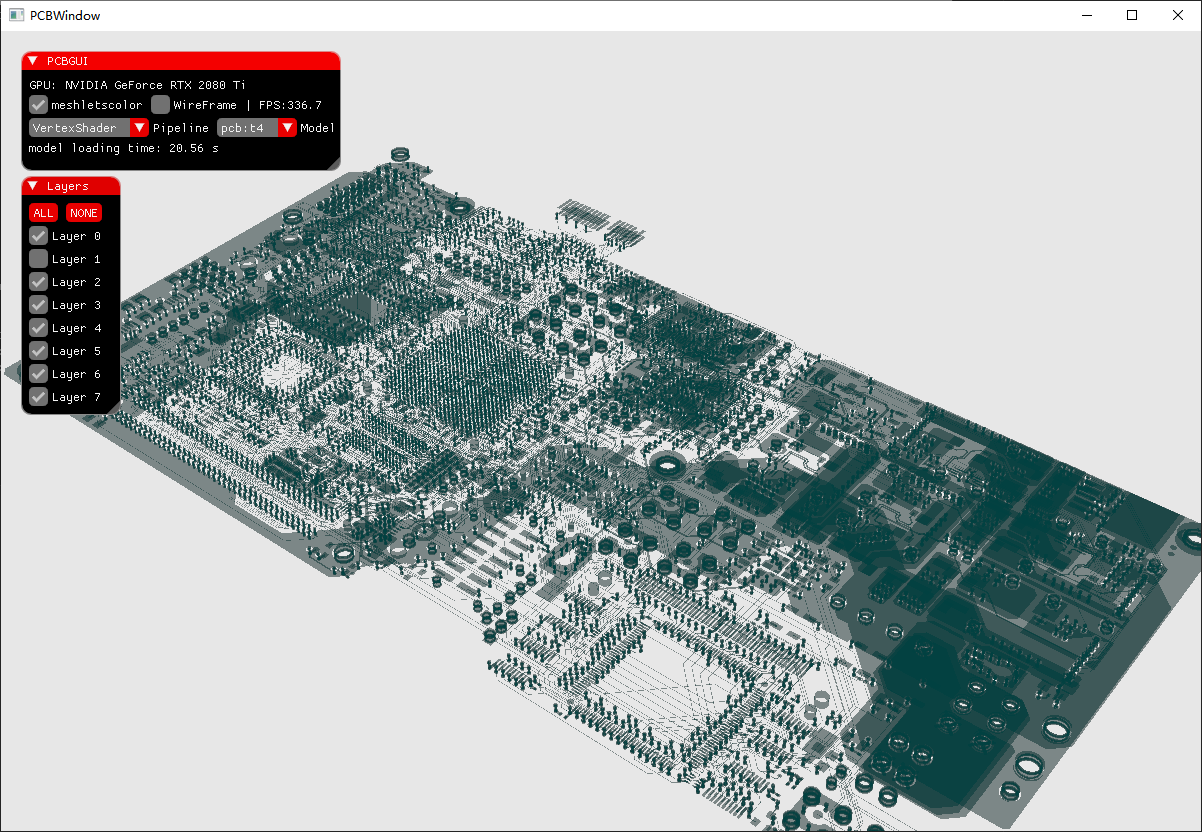 PCBWindow
PCBGUI
GPU: NVIDIA GeForce RTX 2080 Ti
meshletscolor WireFrame | FPS:336.7
VertexShader Pipeline pcb:t4 Model
model loading time: 20.56 s
Layers
ALL NONE
Layer 0
Layer 1
Layer 2
Layer 3
Layer 4
Layer 5
Layer 6
Layer 7